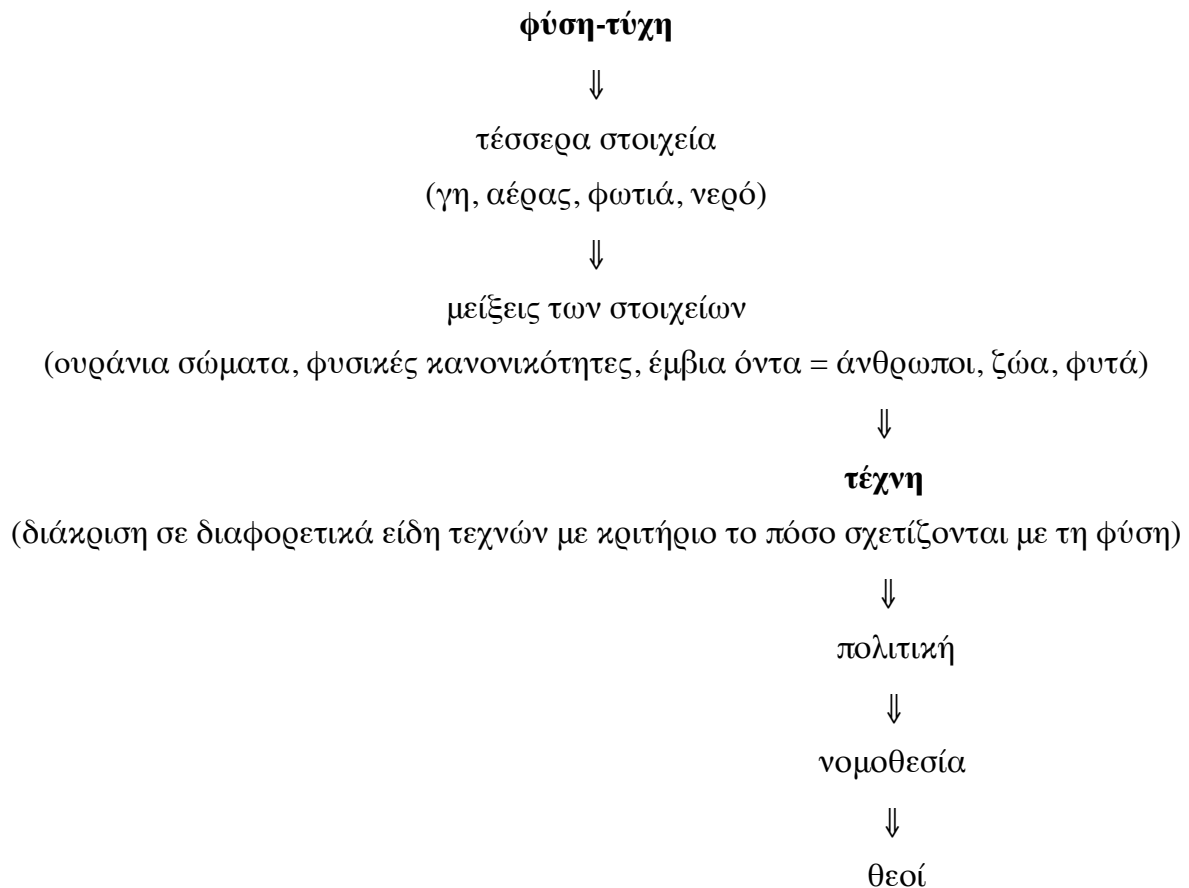 φύση-τύχη
⇓
τέσσερα στοιχεία
(γη, αέρας, φωτιά, νερό)
⇓
μείξεις των στοιχείων
(ουράνια σώματα, φυσικές κανονικότητες, έμβια όντα = άνθρωποι, ζώα, φυτά)
⇓
τέχνη
(διάκριση σε διαφορετικά είδη τεχνών με κριτήριο το πόσο σχετίζονται με τη φύση)
⇓
πολιτική
⇓
νομοθεσία
⇓
θεοί